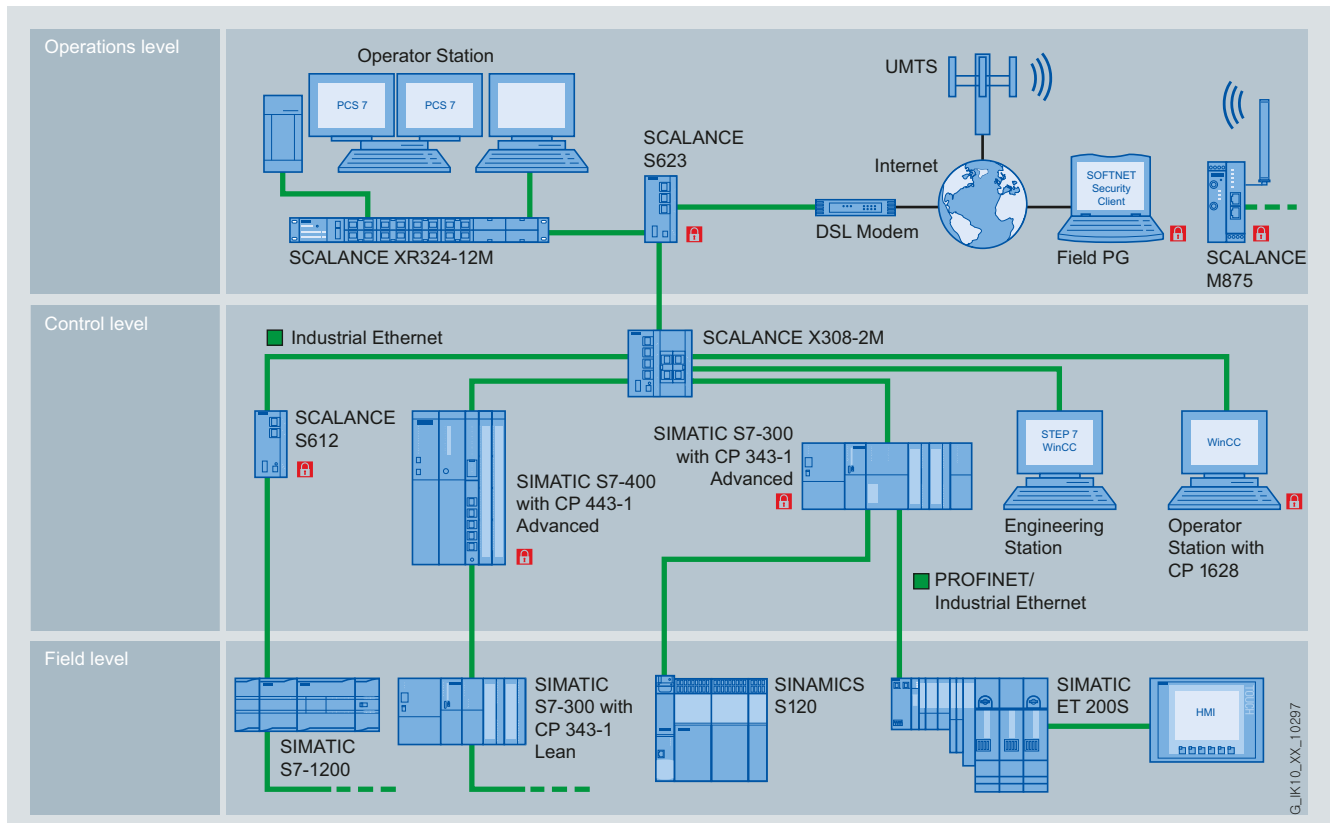 Operations level
Operator Station
PCS 7
PCS 7
SCALANCE XR324-12M
SCALANCE
S623
DSL Modem
Internet
UMTS
SOFTNET
Security
Client
Field PG
SCALANCE
M875
Control level
Industrial Ethernet
SCALANCE X308-2M
SCALANCE
S612
SIMATIC S7-400
with CP 443-1
Advanced
SIMATIC S7-300
with CP 343-1
Advanced
STEP 7
WinCC
Engineering
Station
WinCC
Operator
Station with
CP 1628
PROFINET/
Industrial Ethernet
Field level
SIMATIC
S7-1200
SIMATIC
S7-300 with
CP 343-1
Lean
SINAMICS
S120
SIMATIC
ET 200S
HMI
TOUCH
G_IK10_XX_10297